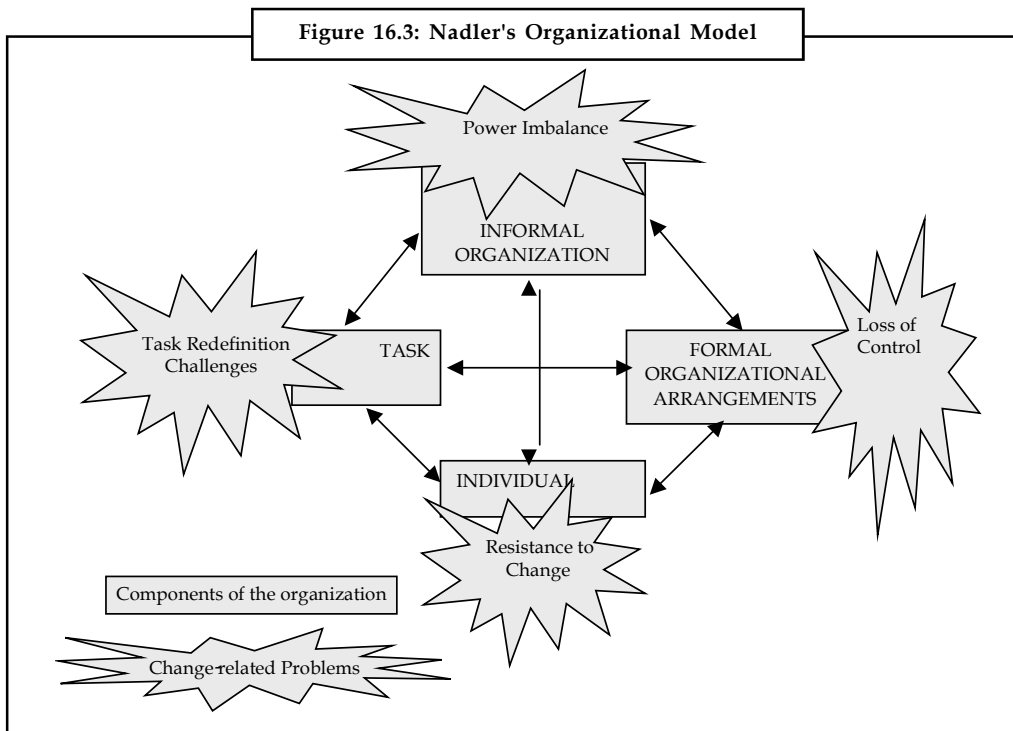 Figure 16.3: Nadler's Organizational Model
Power Imbalance
INFORMAL
ORGANIZATION
Task Redefinition
Challenges
TASK
FORMAL
ORGANIZATIONAL
ARRANGEMENTS
Loss of
Control
INDIVIDUAL
Resistance to
Change
Components of the organization
Change-related Problems